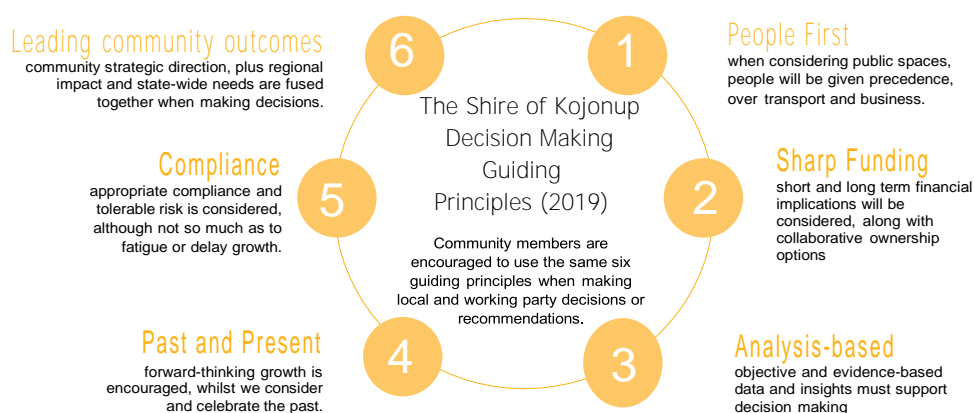 The Shire of Kojonup
Decision Making
Guiding
Principles (2019)
Community members are
encouraged to use the same six
guiding principles when making
local and working party decisions or
recommendations.
1
People First
when considering public spaces,
people will be given precedence,
over transport and business.
2
Sharp Funding
short and long term financial
implications will be
considered, along with
collaborative ownership
options
3
Analysis-based
objective and evidence-based
data and insights must support
decision making
4
Past and Present
forward-thinking growth is
encouraged, whilst we consider
and celebrate the past.
5
Compliance
appropriate compliance and
tolerable risk is considered,
although not so much as to
fatigue or delay growth.
6
Leading community outcomes
community strategic direction, plus regional
impact and state-wide needs are fused
together when making decisions.